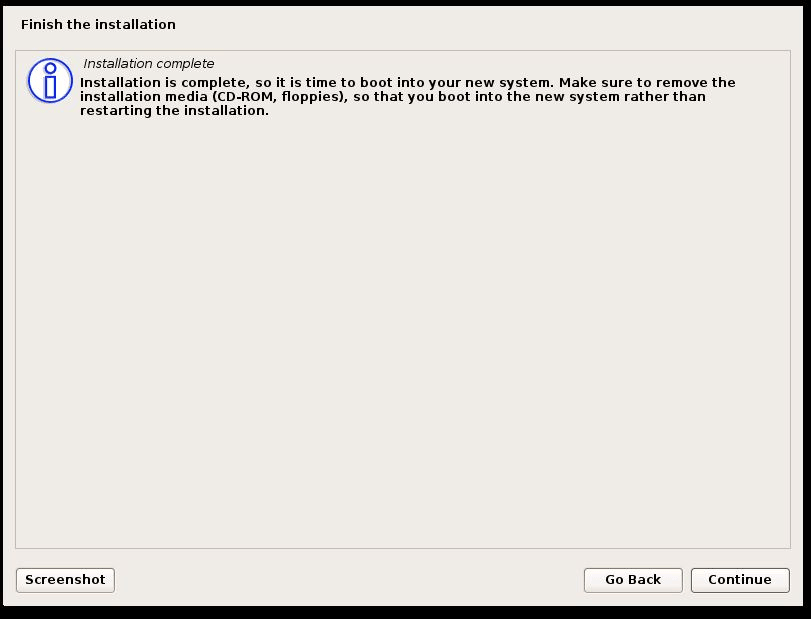 Finish the installation
Installation complete
Installation is complete, so it is time to boot into your new system. Make sure to remove the
installation media (CD-ROM, floppies), so that you boot into the new system rather than
restarting the installation.
Screenshot
Go Back
Continue